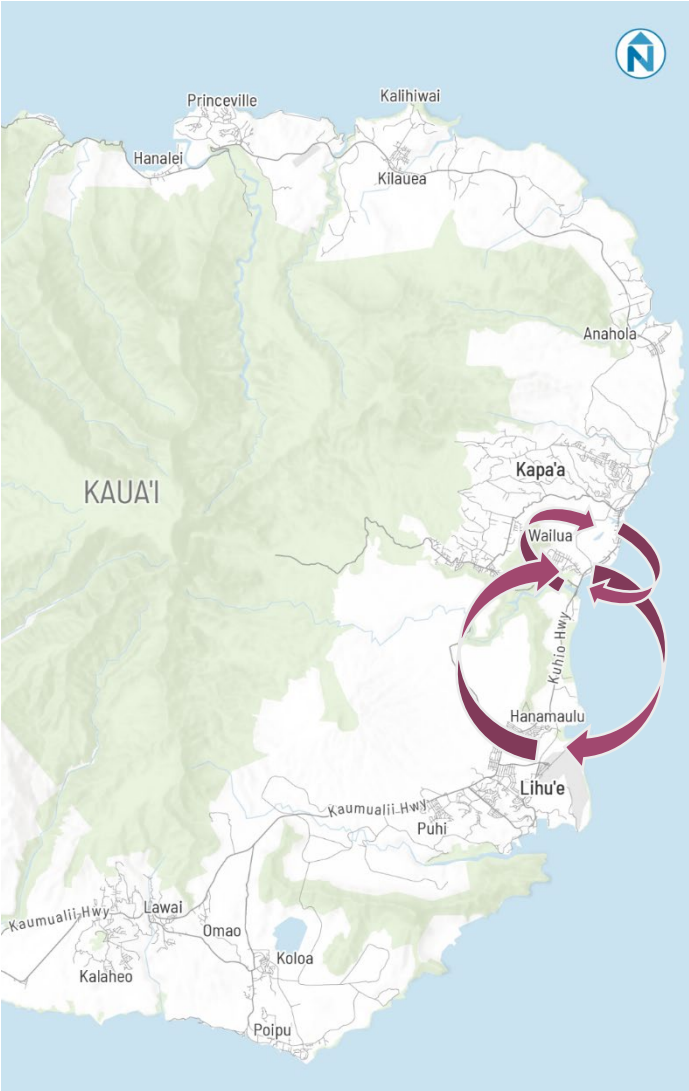 N
Princeville
Kalihiwai
Hanalei
Kilauea
Anahola
Kapa'a
KAUA'I
Wailua
Kuhio Hwy
Hanamaulu
Lihu'e
Kaumualii Hwy
Puhi
Kaumualii Hwy
Lawai
Omao
Koloa
Kalaheo
Poipu